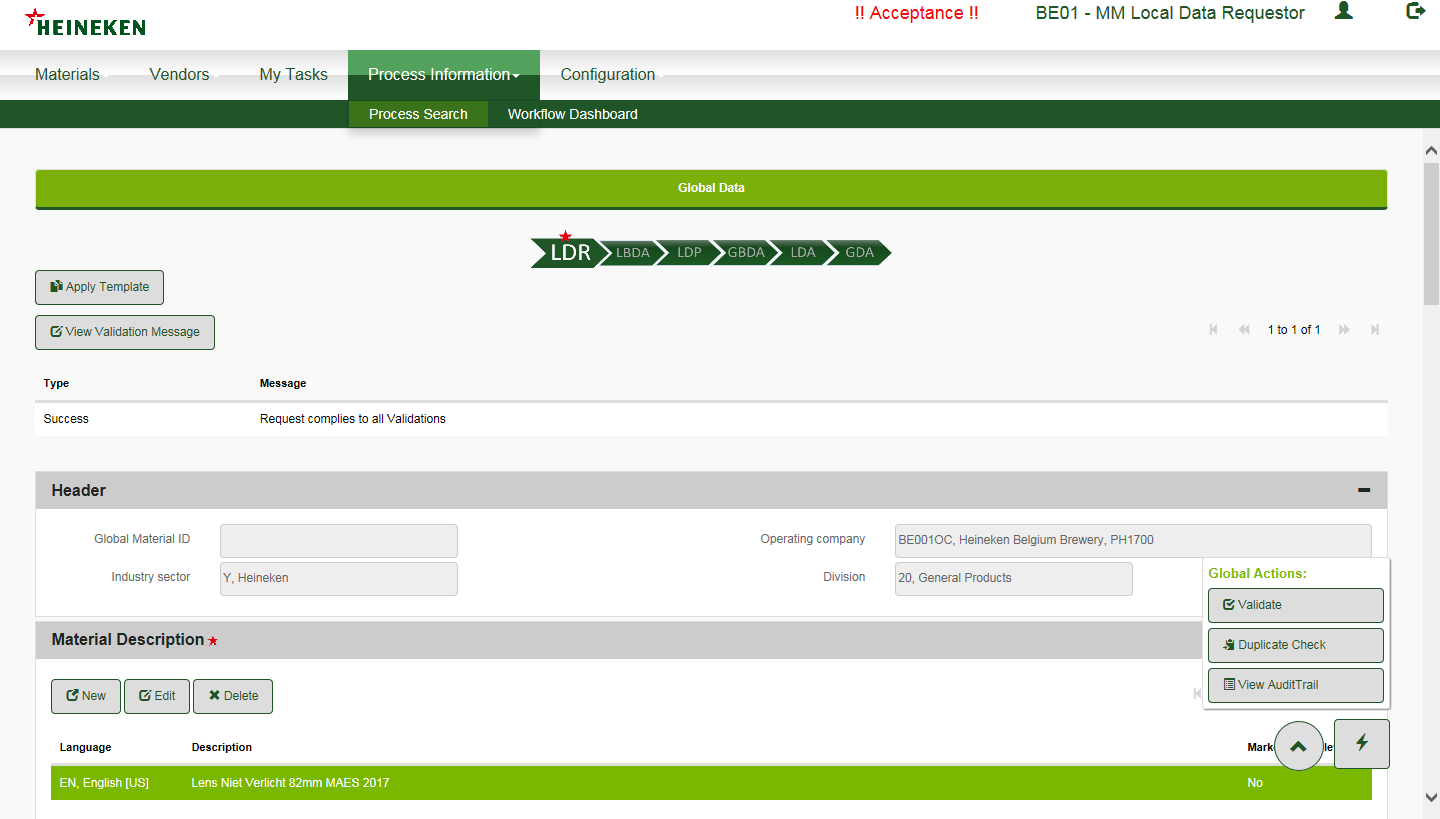 HEINEKEN
!! Acceptance !!
BE01 - MM Local Data Requestor
Materials
Vendors
My Tasks
Process Information
Configuration
Process Search
Workflow Dashboard
Global Data
LDR
LBDA
LDP
GBDA
LDA
GDA
Apply Template
View Validation Message
1 to 1 of 1
Type Message
Success Request complies to all Validations
Header
Global Material ID
Operating company BE001OC, Heineken Belgium Brewery, PH1700
Industry sector Y, Heineken
Division 20, General Products
Global Actions:
Validate
Duplicate Check
View AuditTrail
Material Description
New
Edit
Delete
Language Description
EN, English [US] Lens Niet Verlicht 82mm MAES 2017 No